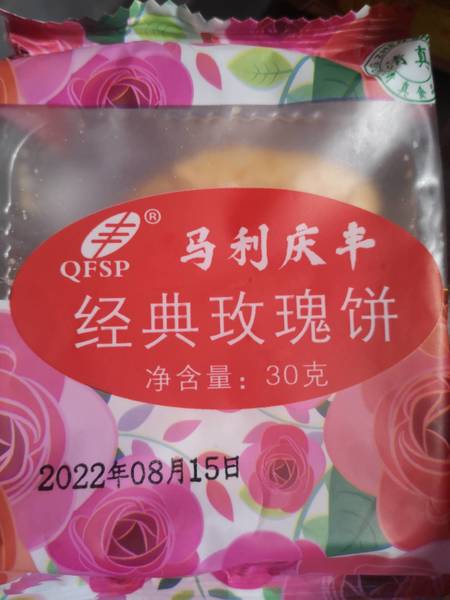 真
QFSP®
马利庆丰
经典玫瑰饼
净含量：30克
2022年08月15日